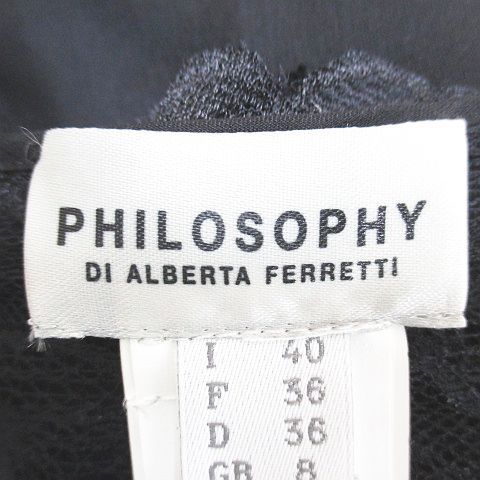 PHILOSOPHY
DI ALBERTA FERRETTI
I 40
F 36
D 36
GB 8